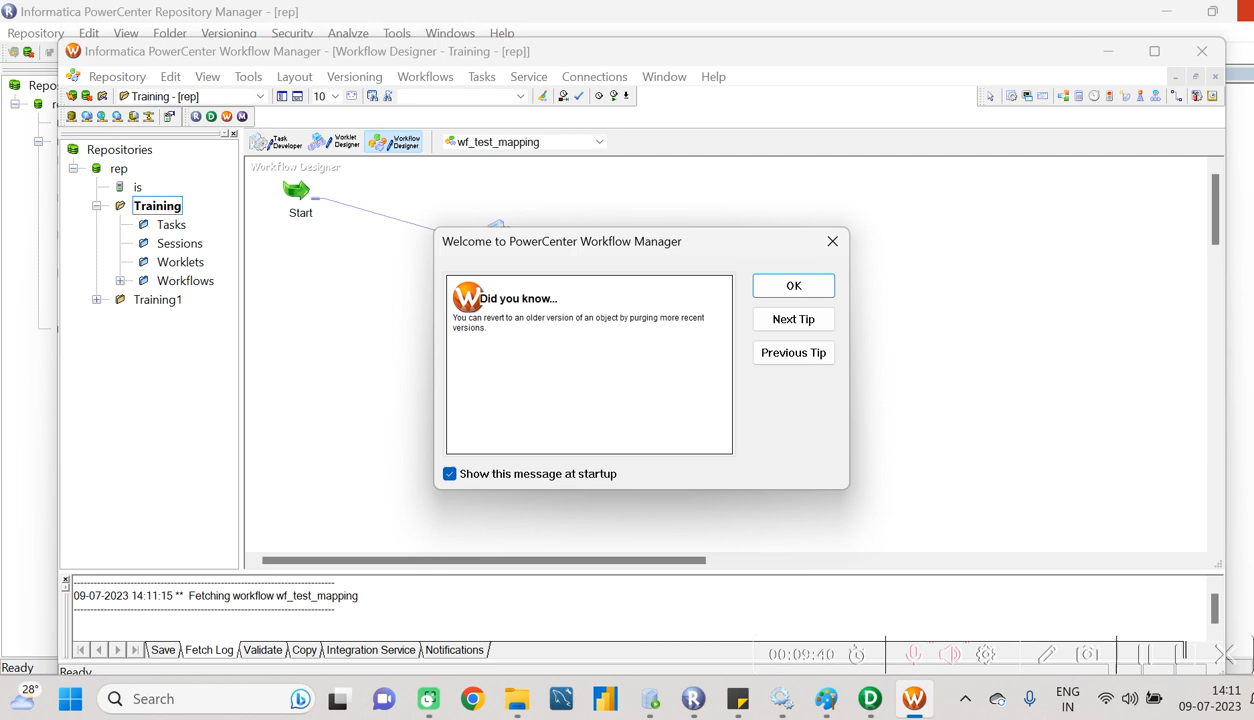 Informatica PowerCenter Repository Manager - [rep]
Repository Edit View Folder Versioning Security Analyze Tools Windows Help
Informatica PowerCenter Workflow Manager - [Workflow Designer - Training - [rep]]
Repository Edit View Tools Layout Versioning Workflows Tasks Service Connections Window Help
Training - [rep]
10
R D W M
Task Developer
Worklet Designer
Workflow Designer
wf_test_mapping
Repositories
rep
is
Training
Tasks
Sessions
Worklets
Workflows
Training1
Workflow Designer
Start
Welcome to PowerCenter Workflow Manager
Did you know...
You can revert to an older version of an object by purging more recent
versions.
OK
Next Tip
Previous Tip
Show this message at startup
09-07-2023 14:11:15 ** Fetching workflow wf_test_mapping
Save Fetch Log Validate Copy Integration Service Notifications
00:09:40
Ready
Ready
28°
Search
ENG
IN
14:11
09-07-2023